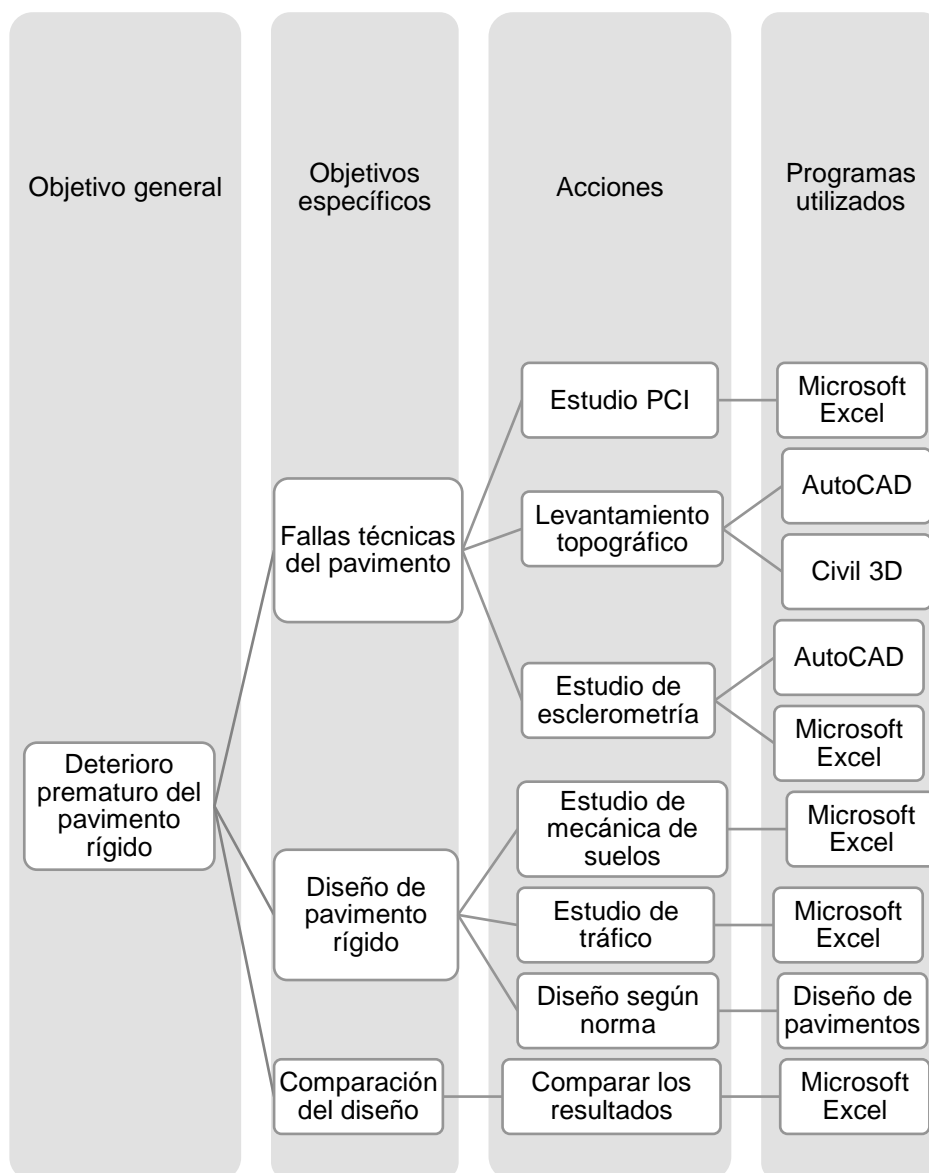 Objetivo general
Objetivos
específicos
Acciones
Programas
utilizados
Deterioro
prematuro del
pavimento
rígido
Fallas técnicas
del pavimento
Estudio PCI
Microsoft
Excel
Levantamiento
topográfico
AutoCAD
Civil 3D
Estudio de
esclerometría
AutoCAD
Microsoft
Excel
Diseño de
pavimento
rígido
Estudio de
mecánica de
suelos
Microsoft
Excel
Estudio de
tráfico
Microsoft
Excel
Diseño según
norma
Diseño de
pavimentos
Comparación
del diseño
Comparar los
resultados
Microsoft
Excel